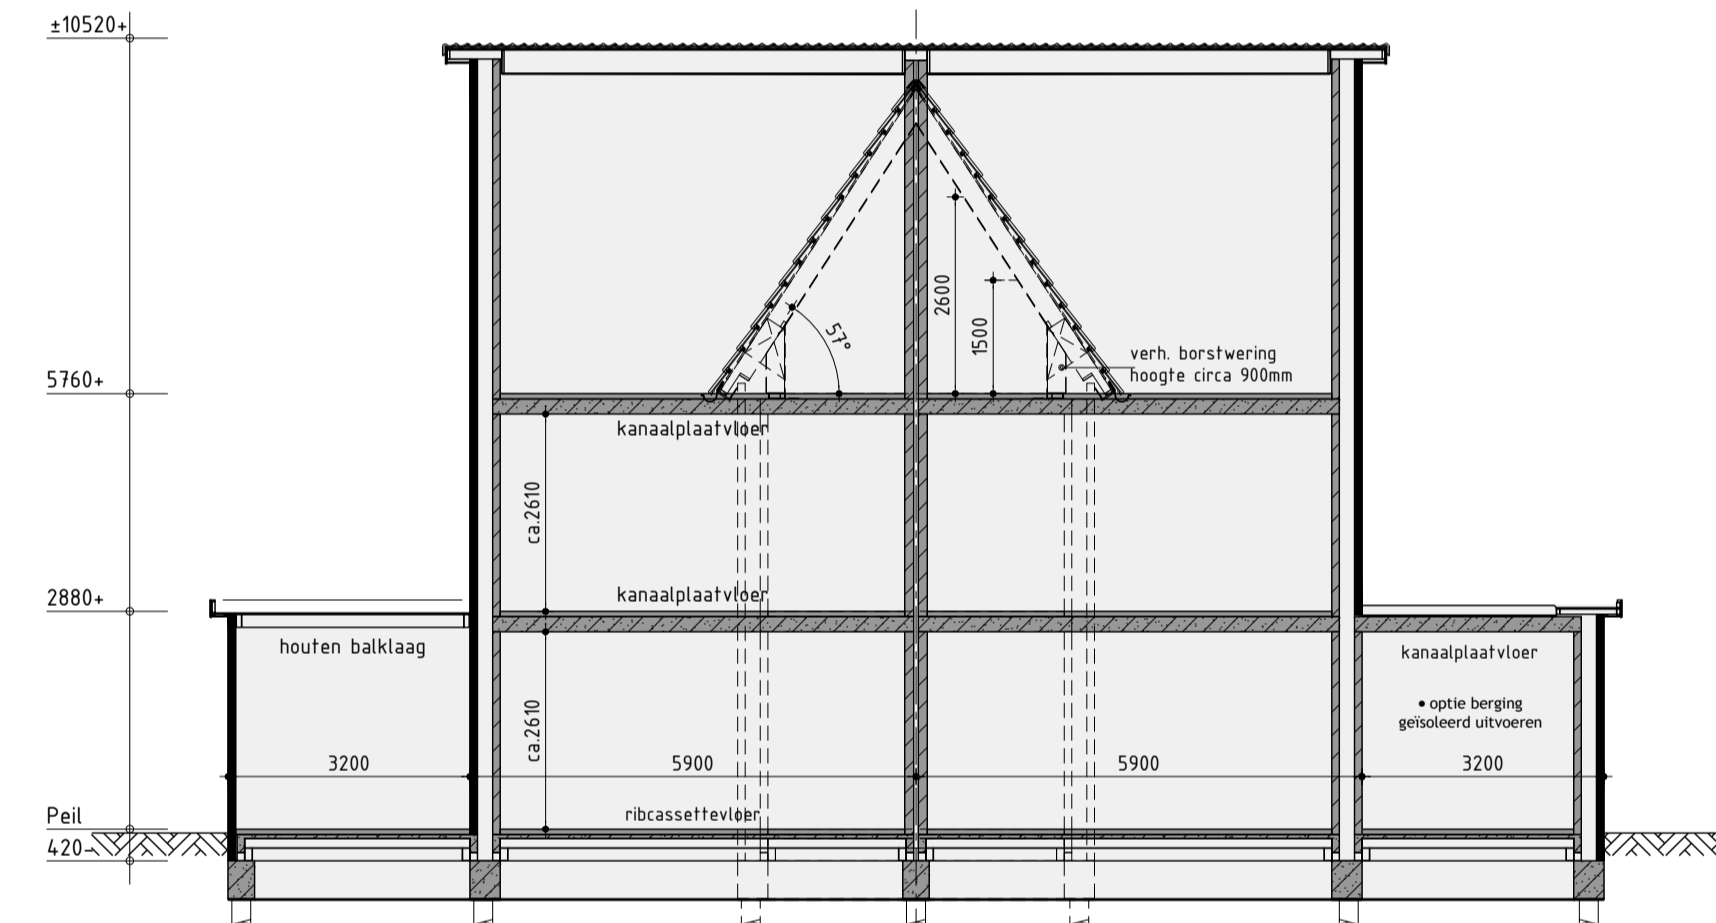 ±10520+
2600
1500
57°
verh. borstwering
hoogte circa 900mm
5760+
kanaalplaatvloer
ca.2610
2880+
kanaalplaatvloer
houten balklaag
kanaalplaatvloer
• optie berging
geïsoleerd uitvoeren
ca.2610
3200
5900
5900
3200
Peil
ribcassettevloer
420-